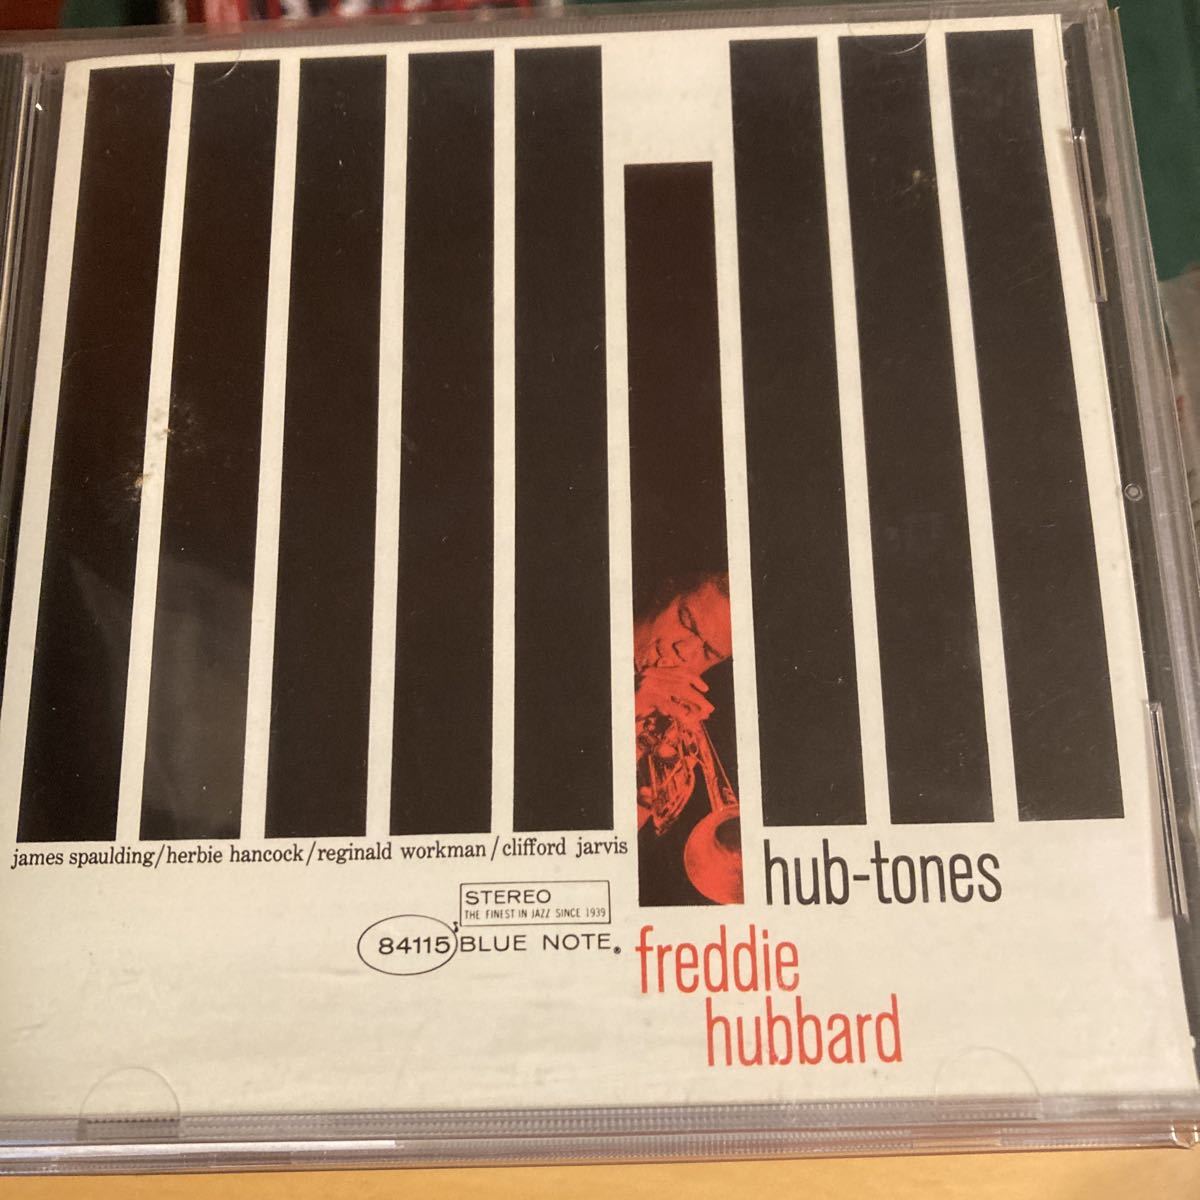 james spaulding/herbie hancock/reginald workman/clifford jarvis
hub-tones
STEREO
THE FINEST IN JAZZ SINCE 1939
84115 BLUE NOTE®
freddie
hubbard